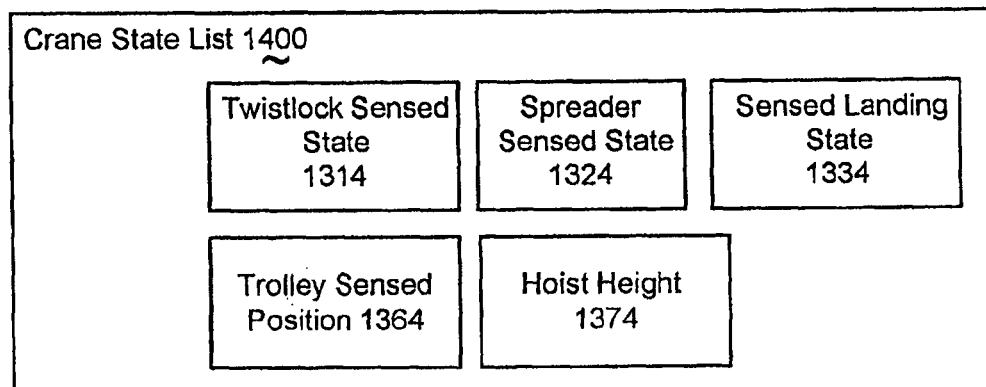 Crane State List 1400
Twistlock Sensed
State
1314
Spreader
Sensed State
1324
Sensed Landing
State
1334
Trolley Sensed
Position 1364
Hoist Height
1374